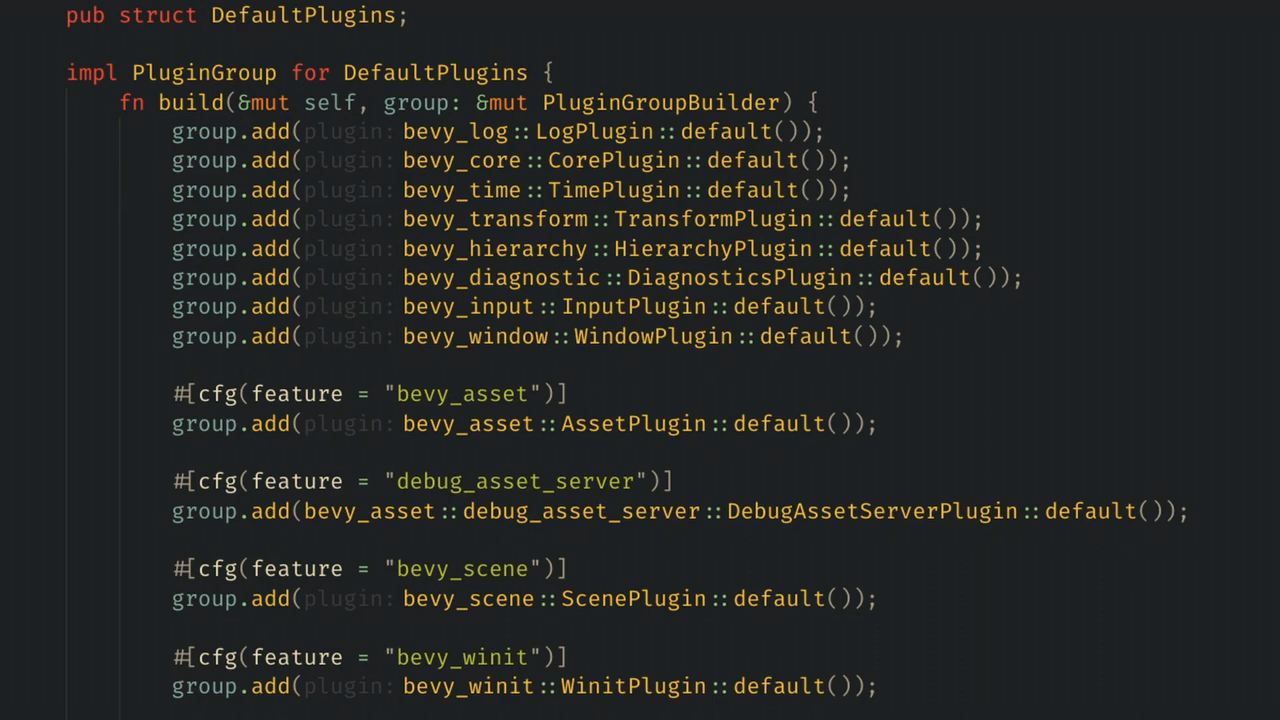 pub struct DefaultPlugins;
impl PluginGroup for DefaultPlugins {
fn build(&mut self, group: &mut PluginGroupBuilder) {
group.add(plugin: bevy_log::LogPlugin::default());
group.add(plugin: bevy_core::CorePlugin::default());
group.add(plugin: bevy_time::TimePlugin::default());
group.add(plugin: bevy_transform::TransformPlugin::default());
group.add(plugin: bevy_hierarchy::HierarchyPlugin::default());
group.add(plugin: bevy_diagnostic::DiagnosticsPlugin::default());
group.add(plugin: bevy_input::InputPlugin::default());
group.add(plugin: bevy_window::WindowPlugin::default());
#[cfg(feature = "bevy_asset")]
group.add(plugin: bevy_asset::AssetPlugin::default());
#[cfg(feature = "debug_asset_server")]
group.add(bevy_asset::debug_asset_server::DebugAssetServerPlugin::default());
#[cfg(feature = "bevy_scene")]
group.add(plugin: bevy_scene::ScenePlugin::default());
#[cfg(feature = "bevy_winit")]
group.add(plugin: bevy_winit::WinitPlugin::default());